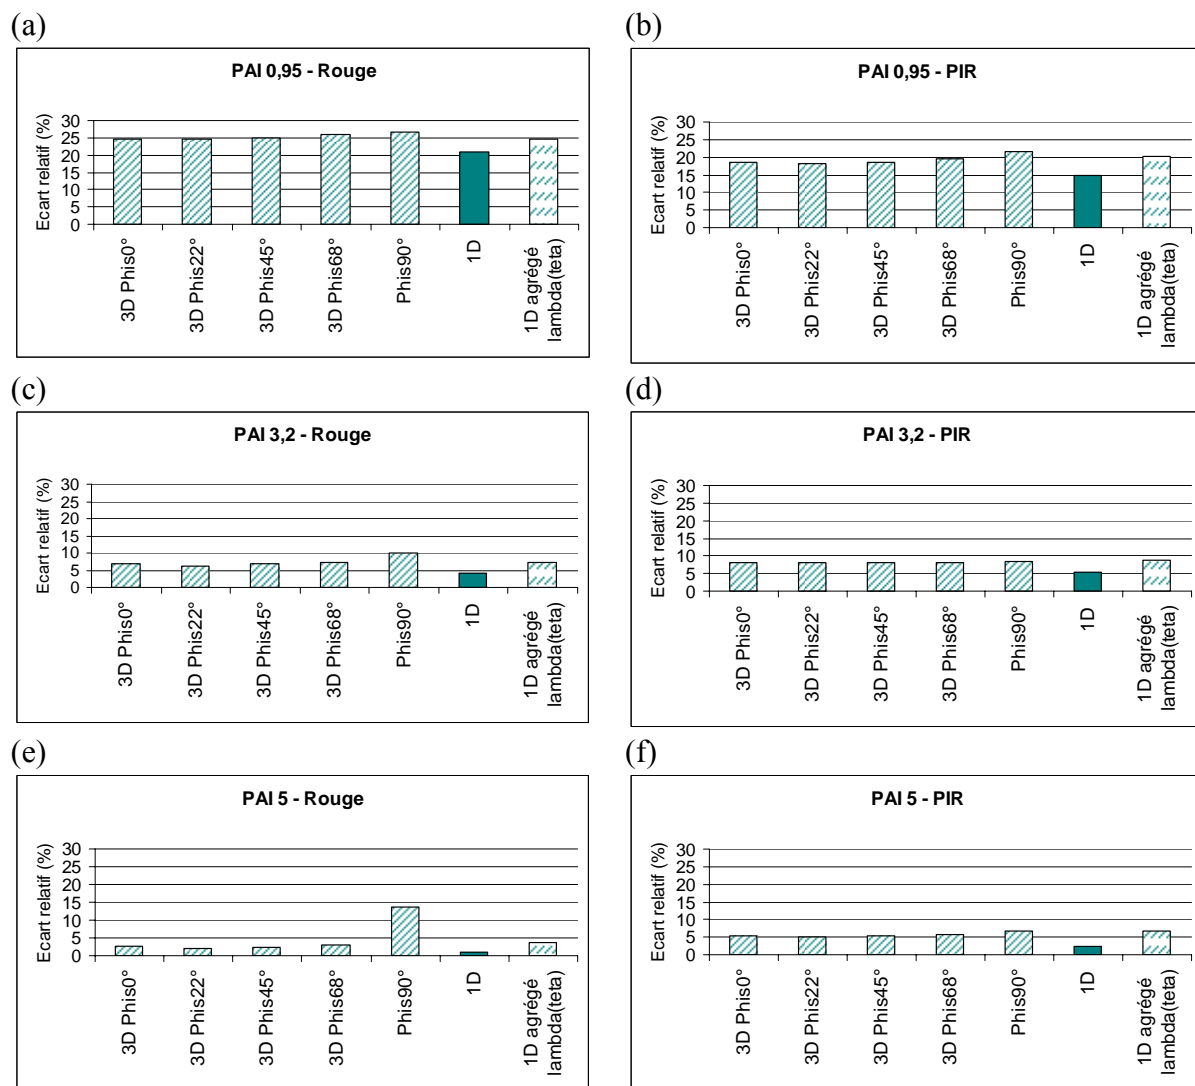 (a)
PAI 0,95 - Rouge
Ecart relatif (%)
30
25
20
15
10
5
0
3D Phis0°
3D Phis22°
3D Phis45°
3D Phis68°
Phis90°
1D
1D agrégé
lambda(teta)
(b)
PAI 0,95 - PIR
Ecart relatif (%)
30
25
20
15
10
5
0
3D Phis0°
3D Phis22°
3D Phis45°
3D Phis68°
Phis90°
1D
1D agrégé
lambda(teta)
(c)
PAI 3,2 - Rouge
Ecart relatif (%)
30
25
20
15
10
5
0
3D Phis0°
3D Phis22°
3D Phis45°
3D Phis68°
Phis90°
1D
1D agrégé
lambda(teta)
(d)
PAI 3,2 - PIR
Ecart relatif (%)
30
25
20
15
10
5
0
3D Phis0°
3D Phis22°
3D Phis45°
3D Phis68°
Phis90°
1D
1D agrégé
lambda(teta)
(e)
PAI 5 - Rouge
Ecart relatif (%)
30
25
20
15
10
5
0
3D Phis0°
3D Phis22°
3D Phis45°
3D Phis68°
Phis90°
1D
1D agrégé
lambda(teta)
(f)
PAI 5 - PIR
Ecart relatif (%)
30
25
20
15
10
5
0
3D Phis0°
3D Phis22°
3D Phis45°
3D Phis68°
Phis90°
1D
1D agrégé
lambda(teta)